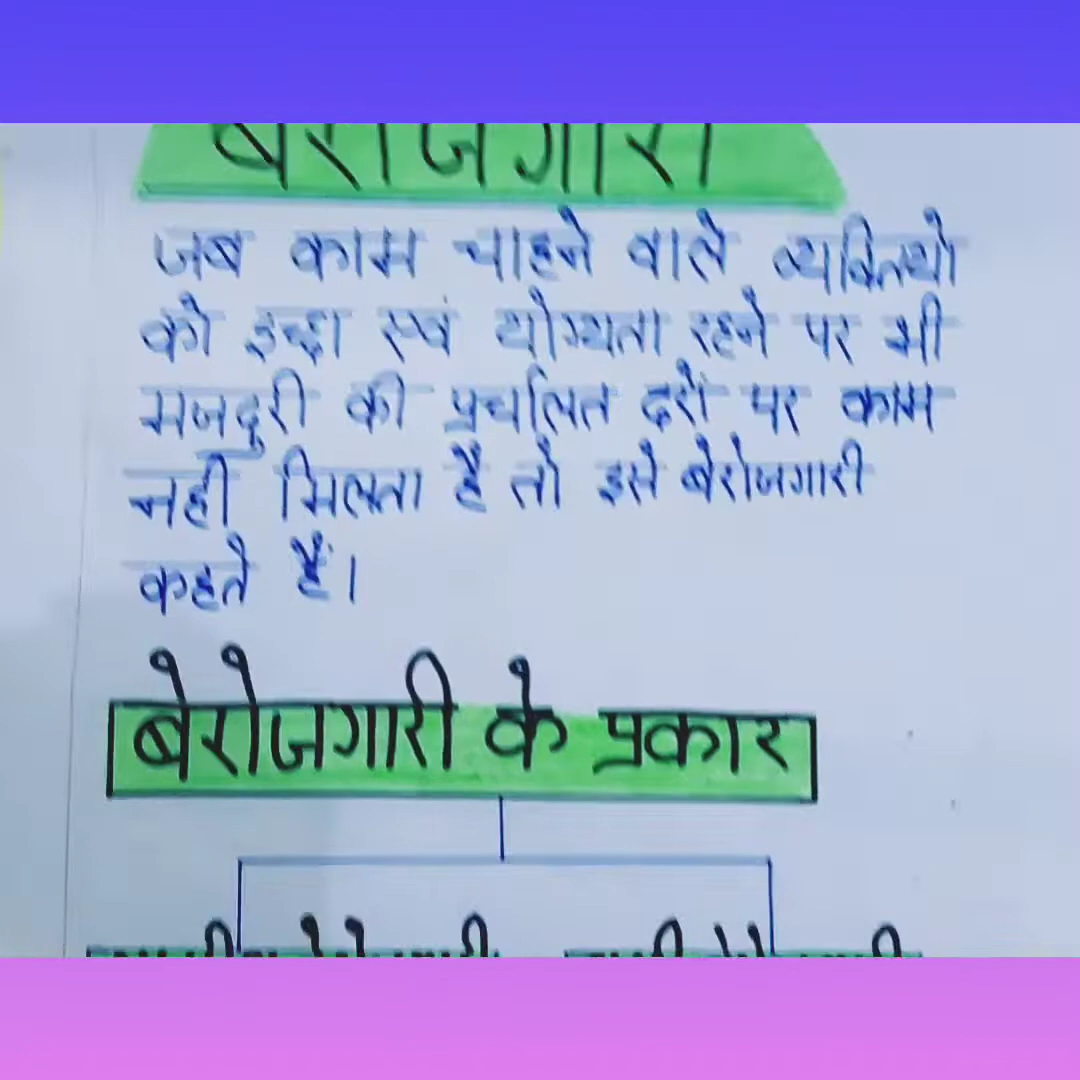 बेरोजगारी
जब काम चाहने वाले व्यक्तियो
को इच्छा एवं योग्यता रहने पर भी
मजदुरी की प्रचलित दरों पर काम
नही मिलता है तो इसे बेरोजगारी
कहते हैं।
बेरोजगारी के प्रकार